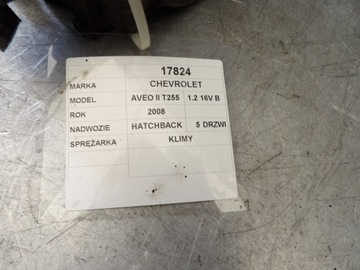 17824
MARKA CHEVROLET
MODEL AVEO II T255 1.2 16V B
ROK 2008
NADWOZIE HATCHBACK 5 DRZWI
SPRĘŻARKA KLIMY